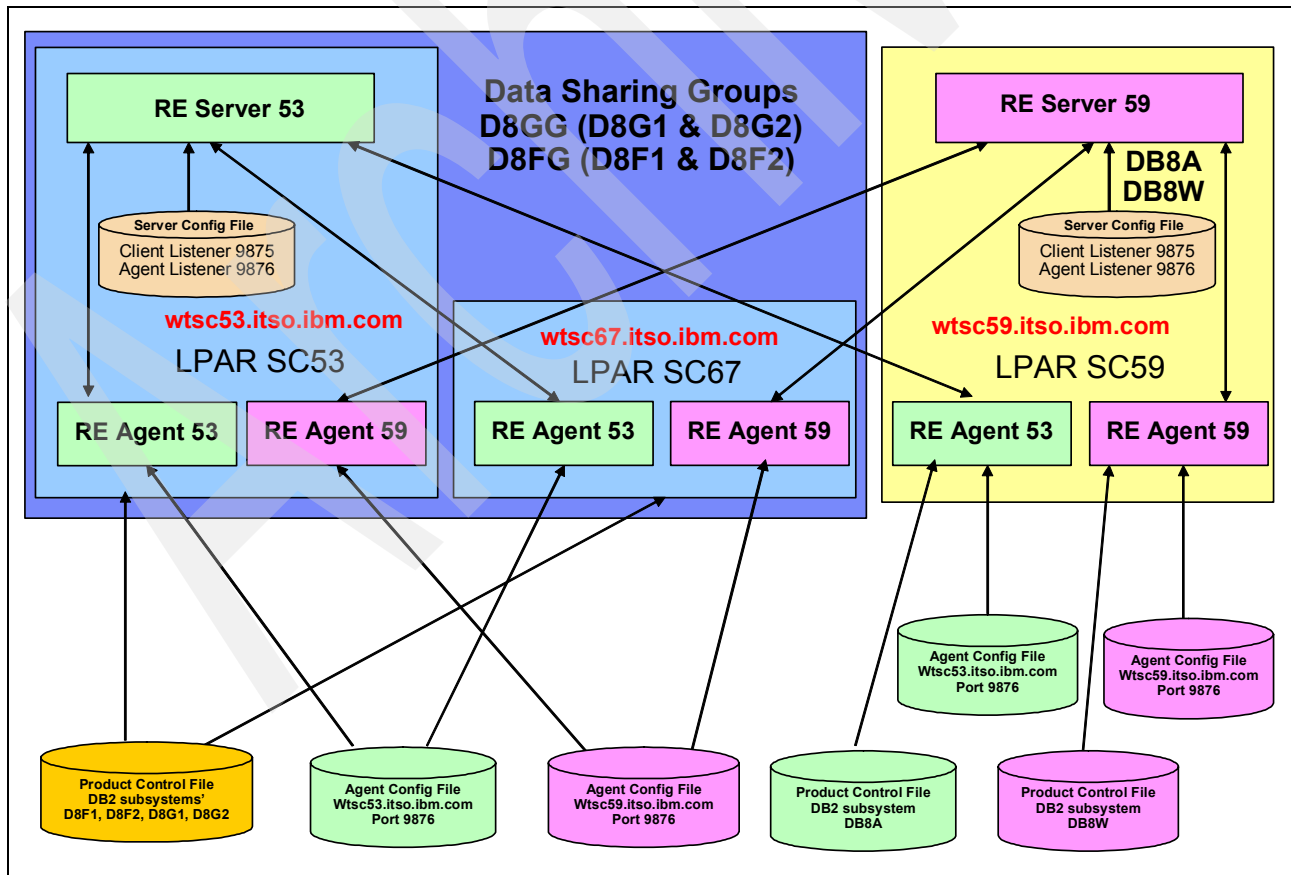 RE Server 53
Data Sharing Groups
D8GG (D8G1 & D8G2)
D8FG (D8F1 & D8F2)
RE Server 59
DB8A
DB8W
Server Config File
Client Listener 9875
Agent Listener 9876
Server Config File
Client Listener 9875
Agent Listener 9876
wtsc53.itso.ibm.com
LPAR SC53
wtsc67.itso.ibm.com
LPAR SC67
wtsc59.itso.ibm.com
LPAR SC59
RE Agent 53
RE Agent 59
RE Agent 53
RE Agent 59
RE Agent 53
RE Agent 59
Agent Config File
Wtsc53.itso.ibm.com
Port 9876
Agent Config File
Wtsc59.itso.ibm.com
Port 9876
Product Control File
DB2 subsystems’
D8F1, D8F2, D8G1, D8G2
Agent Config File
Wtsc53.itso.ibm.com
Port 9876
Agent Config File
Wtsc59.itso.ibm.com
Port 9876
Product Control File
DB2 subsystem
DB8A
Product Control File
DB2 subsystem
DB8W